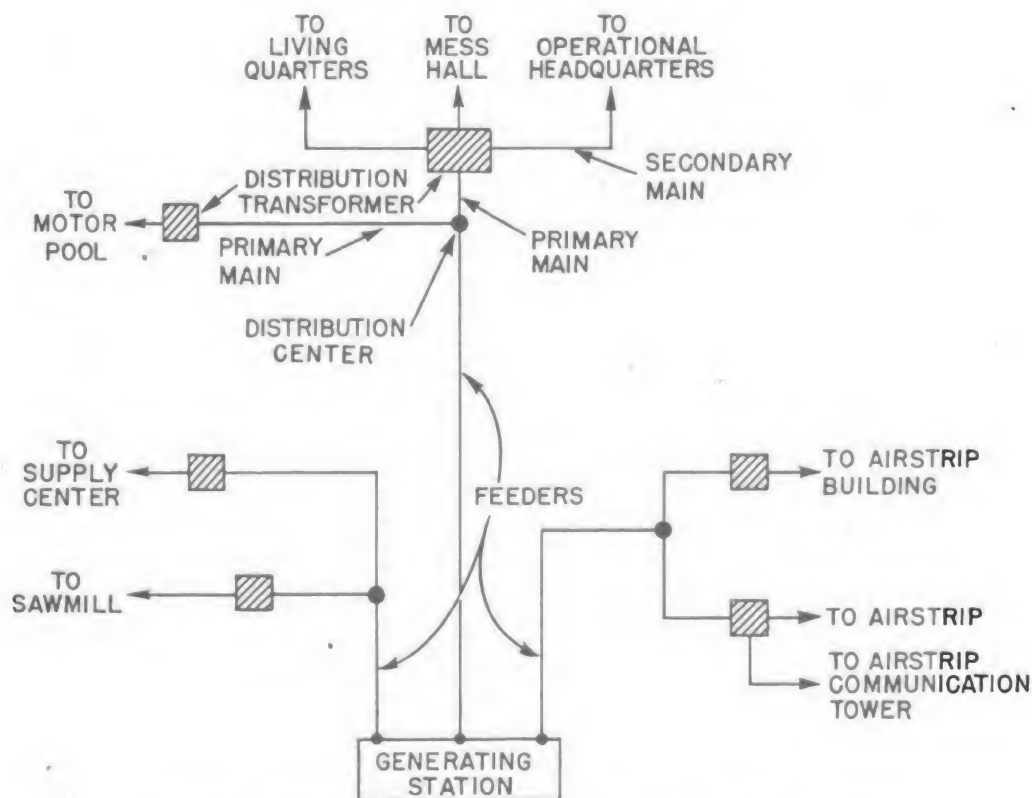 TO
LIVING
QUARTERS
TO
MESS
HALL
TO
OPERATIONAL
HEADQUARTERS
SECONDARY
MAIN
DISTRIBUTION
TRANSFORMER
TO
MOTOR
POOL
PRIMARY
MAIN
PRIMARY
MAIN
DISTRIBUTION
CENTER
TO
SUPPLY
CENTER
FEEDERS
TO AIRSTRIP
BUILDING
TO
SAWMILL
TO AIRSTRIP
TO AIRSTRIP
COMMUNICATION
TOWER
GENERATING
STATION